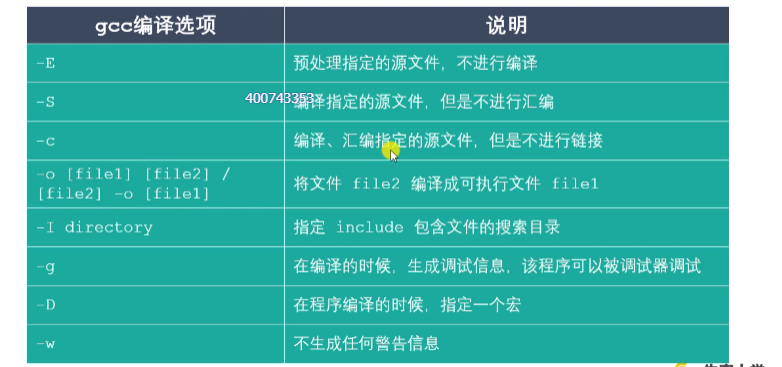 gcc编译选项 说明
-E 预处理指定的源文件，不进行编译
-S 编译指定的源文件，但是不进行汇编
400743353
-c 编译、汇编指定的源文件，但是不进行链接
-o [file1] [file2] /
[file2] -o [file1]
将文件 file2 编译成可执行文件 file1
-I directory 指定 include 包含文件的搜索目录
-g 在编译的时候，生成调试信息，该程序可以被调试器调试
-D 在程序编译的时候，指定一个宏
-w 不生成任何警告信息